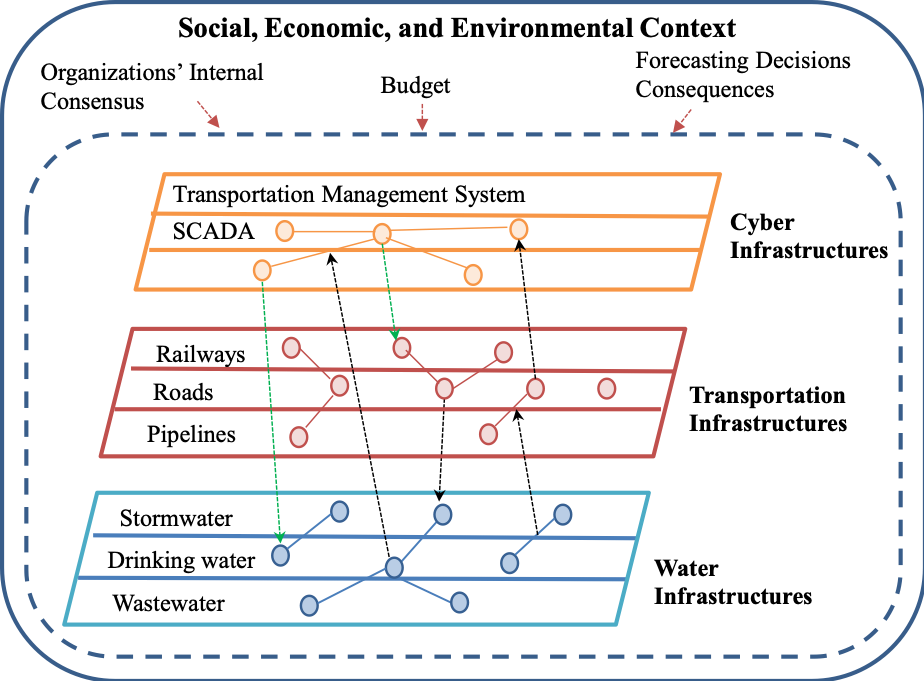 Social, Economic, and Environmental Context
Organizations’ Internal
Consensus
Budget
Forecasting Decisions
Consequences
Transportation Management System
SCADA
Cyber
Infrastructures
Railways
Roads
Pipelines
Transportation
Infrastructures
Stormwater
Drinking water
Wastewater
Water
Infrastructures